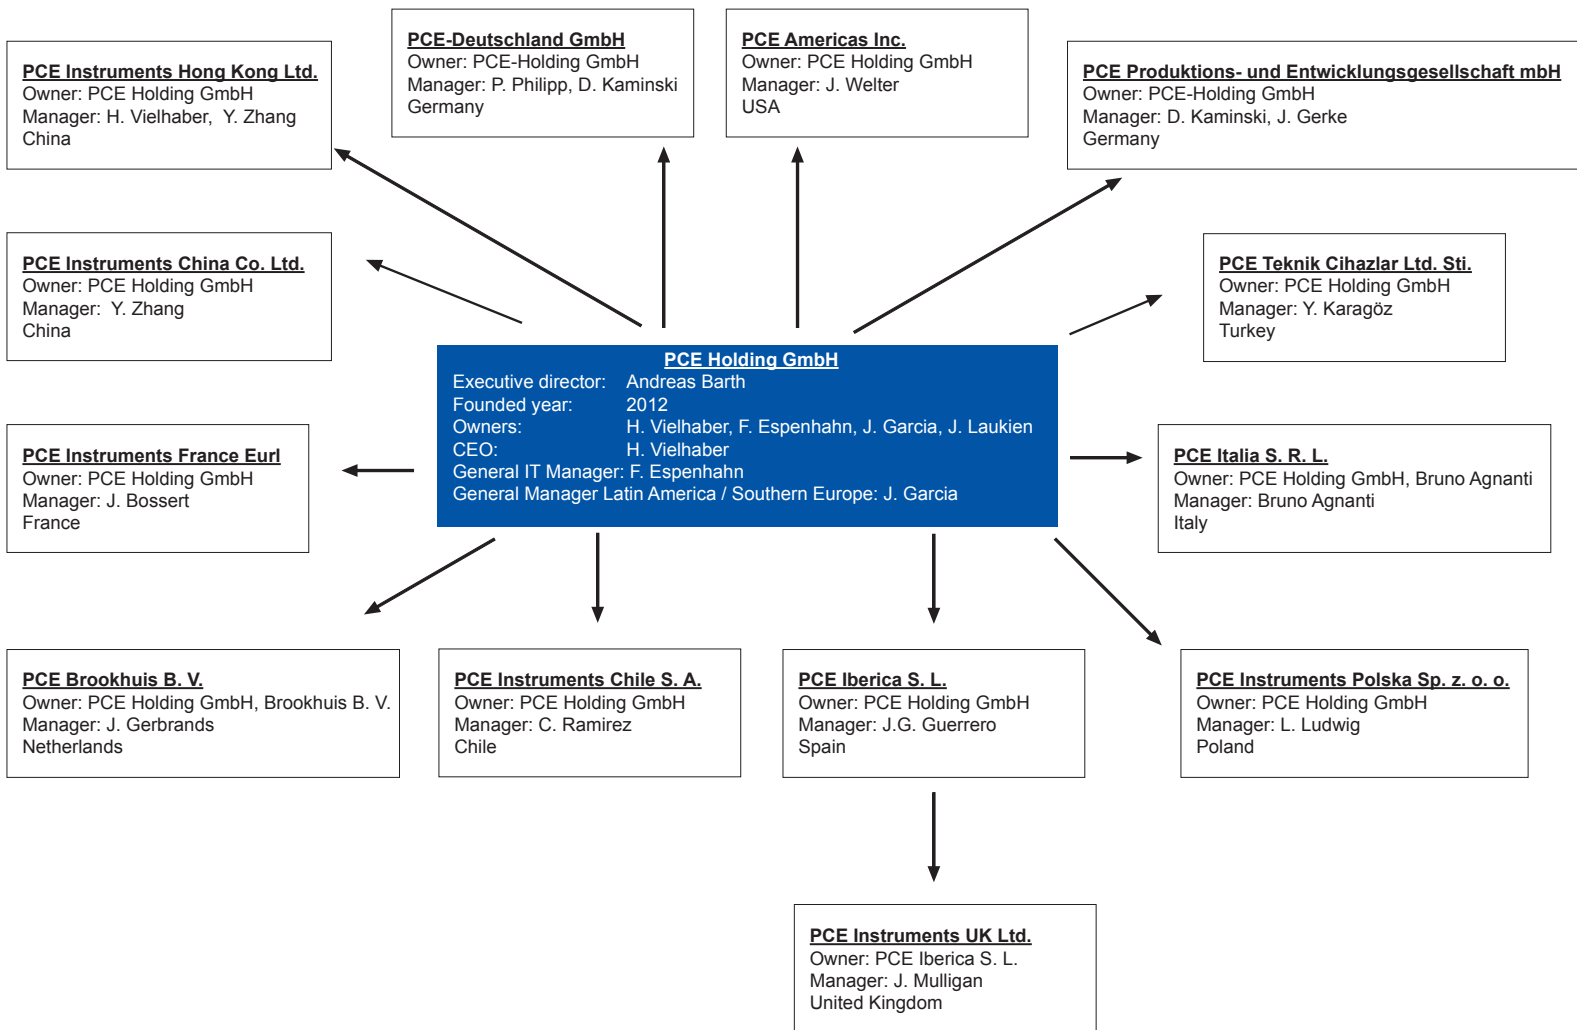 PCE Instruments Hong Kong Ltd.
Owner: PCE Holding GmbH
Manager: H. Vielhaber,  Y. Zhang
China
PCE-Deutschland GmbH
Owner: PCE-Holding GmbH
Manager: P. Philipp, D. Kaminski
Germany
PCE Americas Inc.
Owner: PCE Holding GmbH
Manager: J. Welter
USA
PCE Produktions- und Entwicklungsgesellschaft mbH
Owner: PCE-Holding GmbH
Manager: D. Kaminski, J. Gerke
Germany
PCE Instruments China Co. Ltd.
Owner: PCE Holding GmbH
Manager:  Y. Zhang
China
PCE Teknik Cihazlar Ltd. Sti.
Owner: PCE Holding GmbH
Manager: Y. Karagöz
Turkey
PCE Holding GmbH
Executive director: Andreas Barth
Founded year: 2012
Owners: H. Vielhaber, F. Espenhahn, J. Garcia, J. Laukien
CEO: H. Vielhaber
General IT Manager: F. Espenhahn
General Manager Latin America / Southern Europe: J. Garcia
PCE Instruments France Eurl
Owner: PCE Holding GmbH
Manager: J. Bossert
France
PCE Italia S. R. L.
Owner: PCE Holding GmbH, Bruno Agnanti
Manager: Bruno Agnanti
Italy
PCE Brookhuis B. V.
Owner: PCE Holding GmbH, Brookhuis B. V.
Manager: J. Gerbrands
Netherlands
PCE Instruments Chile S. A.
Owner: PCE Holding GmbH
Manager: C. Ramirez
Chile
PCE Iberica S. L.
Owner: PCE Holding GmbH
Manager: J.G. Guerrero
Spain
PCE Instruments Polska Sp. z. o. o.
Owner: PCE Holding GmbH
Manager: L. Ludwig
Poland
PCE Instruments UK Ltd.
Owner: PCE Iberica S. L.
Manager: J. Mulligan
United Kingdom